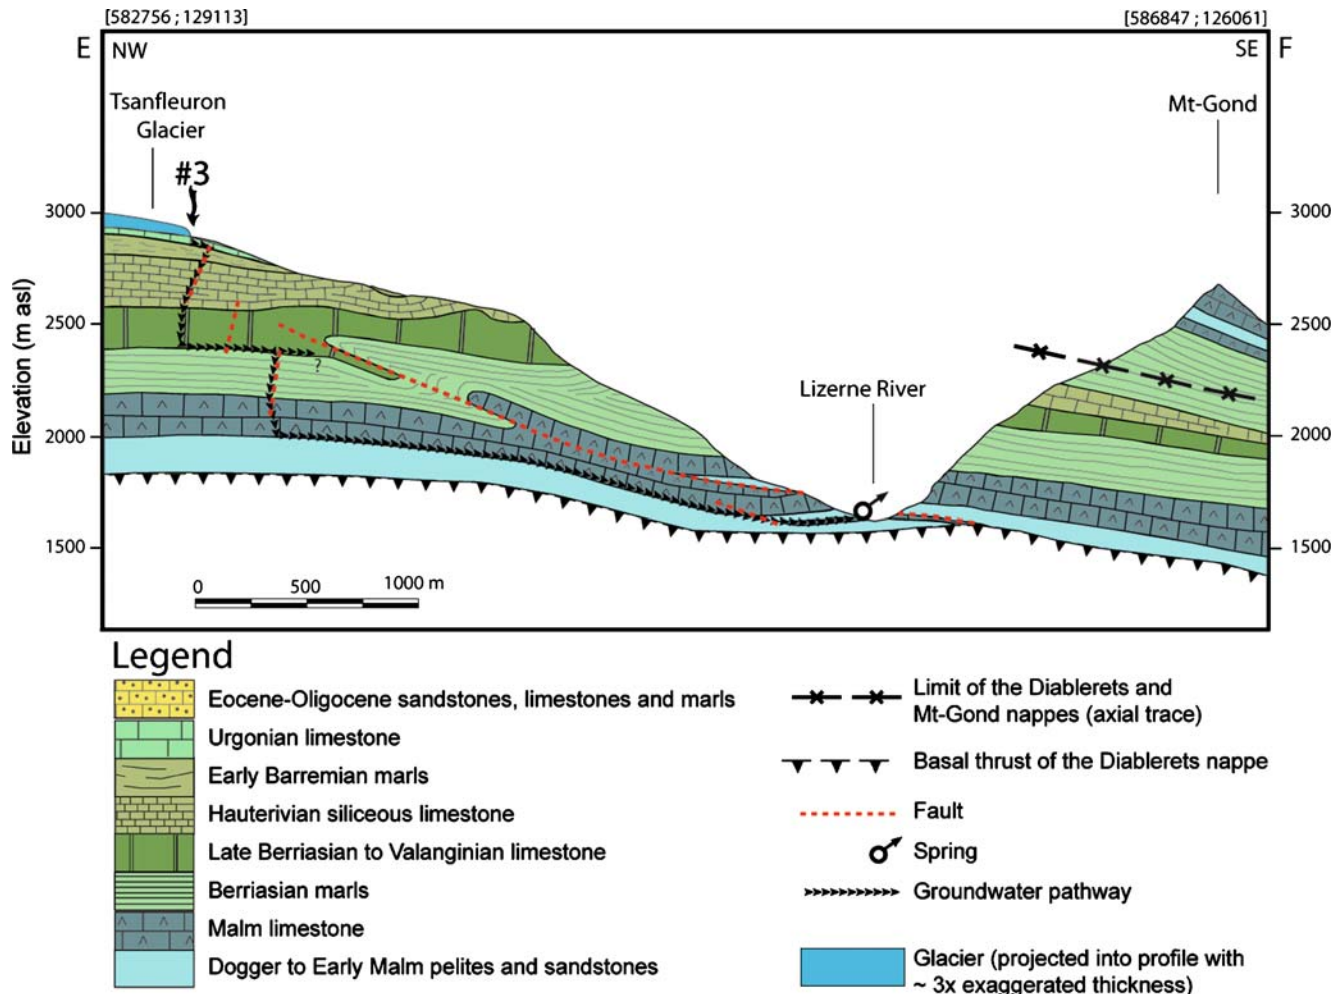 [582756 ; 129113]
[586847 ; 126061]
E
NW
SE
F
Tsanfleuron
Glacier
Mt-Gond
#3
3000
3000
2500
2500
?
Lizerne River
Elevation (m asl)
2000
2000
1500
1500
0
500
1000 m
Legend
Eocene-Oligocene sandstones, limestones and marls
Urgonian limestone
Early Barremian marls
Hauterivian siliceous limestone
Late Berriasian to Valanginian limestone
Berriasian marls
Malm limestone
Dogger to Early Malm pelites and sandstones
Limit of the Diablerets and
Mt-Gond nappes (axial trace)
Basal thrust of the Diablerets nappe
Fault
Spring
Groundwater pathway
Glacier (projected into profile with
~ 3x exaggerated thickness)